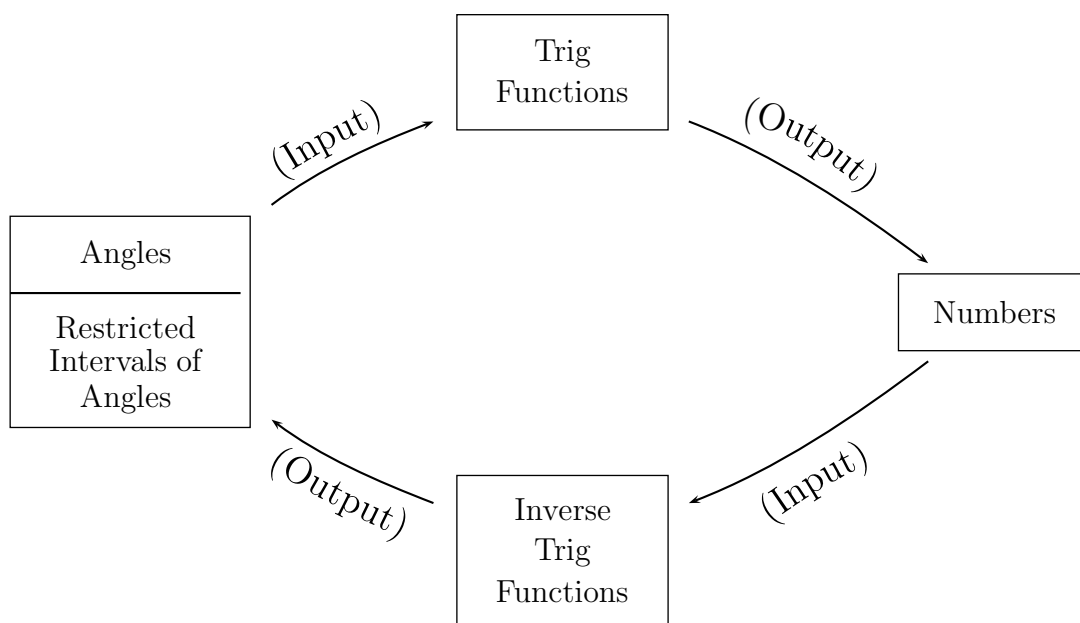 Trig
Functions
(Input)
(Output)
Angles
Restricted
Intervals of
Angles
Numbers
(Output)
(Input)
Inverse
Trig
Functions